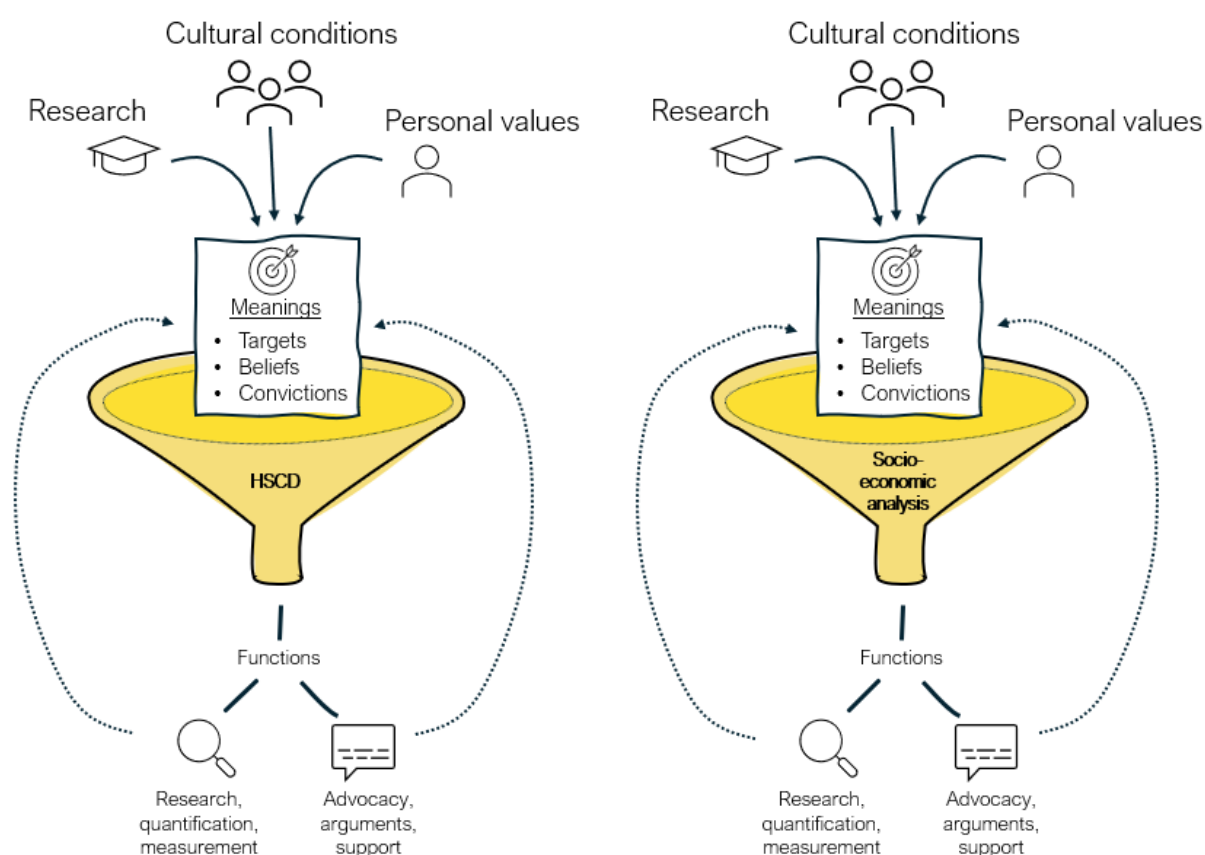 Cultural conditions
Research
Personal values
Meanings
• Targets
• Beliefs
• Convictions
HSCD
Functions
Research,
quantification,
measurement
Advocacy,
arguments,
support
Cultural conditions
Research
Personal values
Meanings
• Targets
• Beliefs
• Convictions
Socio-
economic
analysis
Functions
Research,
quantification,
measurement
Advocacy,
arguments,
support